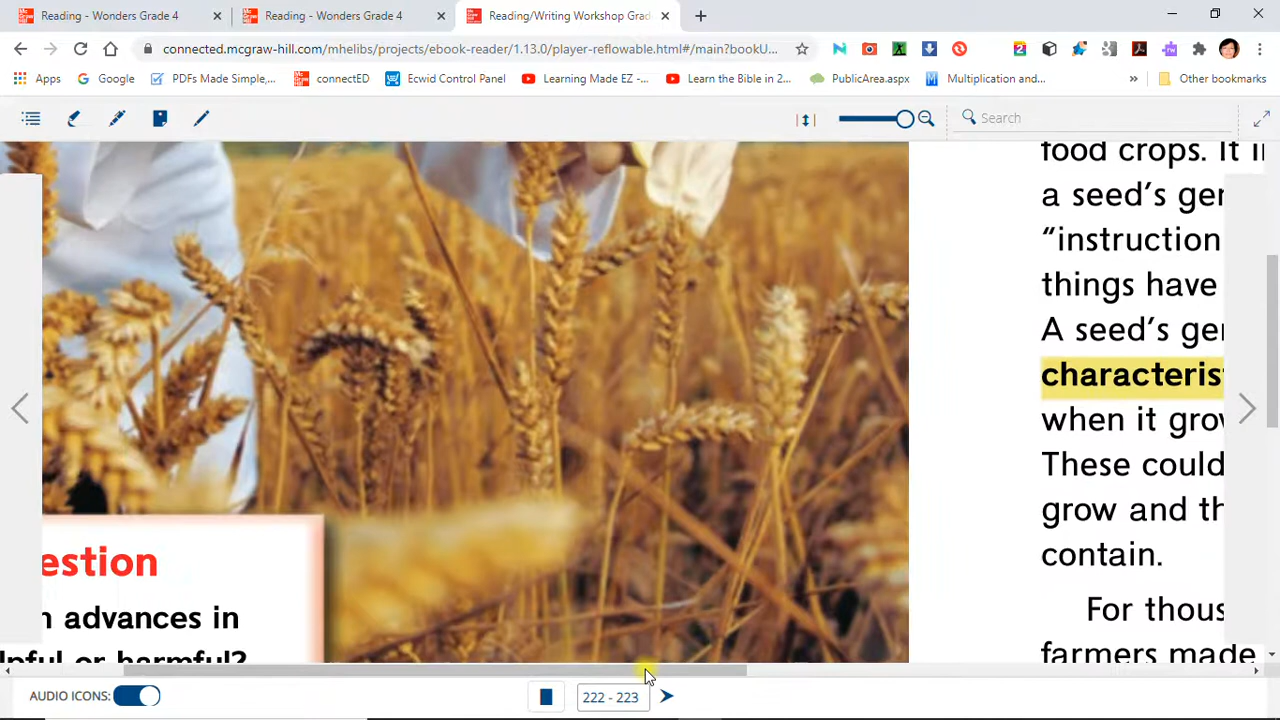 Reading - Wonders Grade 4
Reading - Wonders Grade 4
Reading/Writing Workshop Grad
connected.mcgraw-hill.com/mhelibs/projects/ebook-reader/1.13.0/player-reflowable.html#/main?bookU...
Apps
Google
PDFs Made Simple,...
connectED
Ecwid Control Panel
Learning Made EZ -...
Learn the Bible in 2...
PublicArea.aspx
Multiplication and...
»
Other bookmarks
Search
food crops. It i
a seed's ger
"instruction
things have
A seed's ger
characteris
when it grov
These could
grow and th
contain.
For thous
farmers made
estion
n advances in
lpful or harmful?
AUDIO ICONS:
222 - 223